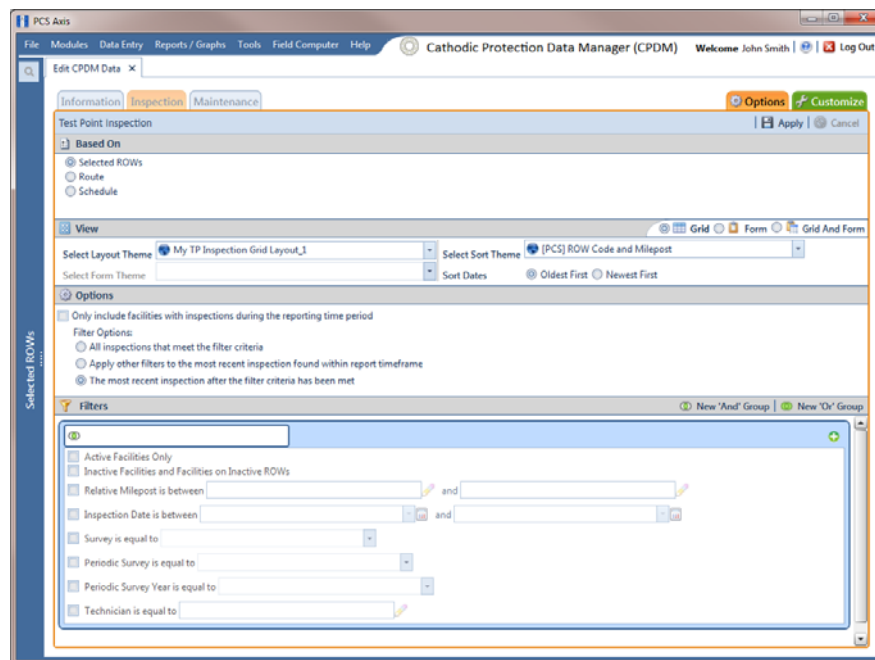 PCS Axis
File Modules Data Entry Reports / Graphs Tools Field Computer Help
Cathodic Protection Data Manager (CPDM) Welcome John Smith | Log Out
Edit CPDM Data
Information Inspection Maintenance Options Customize
Test Point Inspection | Apply | Cancel
Based On
Selected ROWs
Route
Schedule
View Grid Form Grid And Form
Select Layout Theme My TP Inspection Grid Layout_1 Select Sort Theme [PCS] ROW Code and Milepost
Select Form Theme Sort Dates Oldest First Newest First
Options
Only include facilities with inspections during the reporting time period
Filter Options:
All inspections that meet the filter criteria
Apply other filters to the most recent inspection found within report timeframe
The most recent inspection after the filter criteria has been met
Selected ROWs
Filters New 'And' Group | New 'Or' Group
Active Facilities Only
Inactive Facilities and Facilities on Inactive ROWs
Relative Milepost is between and
Inspection Date is between and
Survey is equal to
Periodic Survey is equal to
Periodic Survey Year is equal to
Technician is equal to